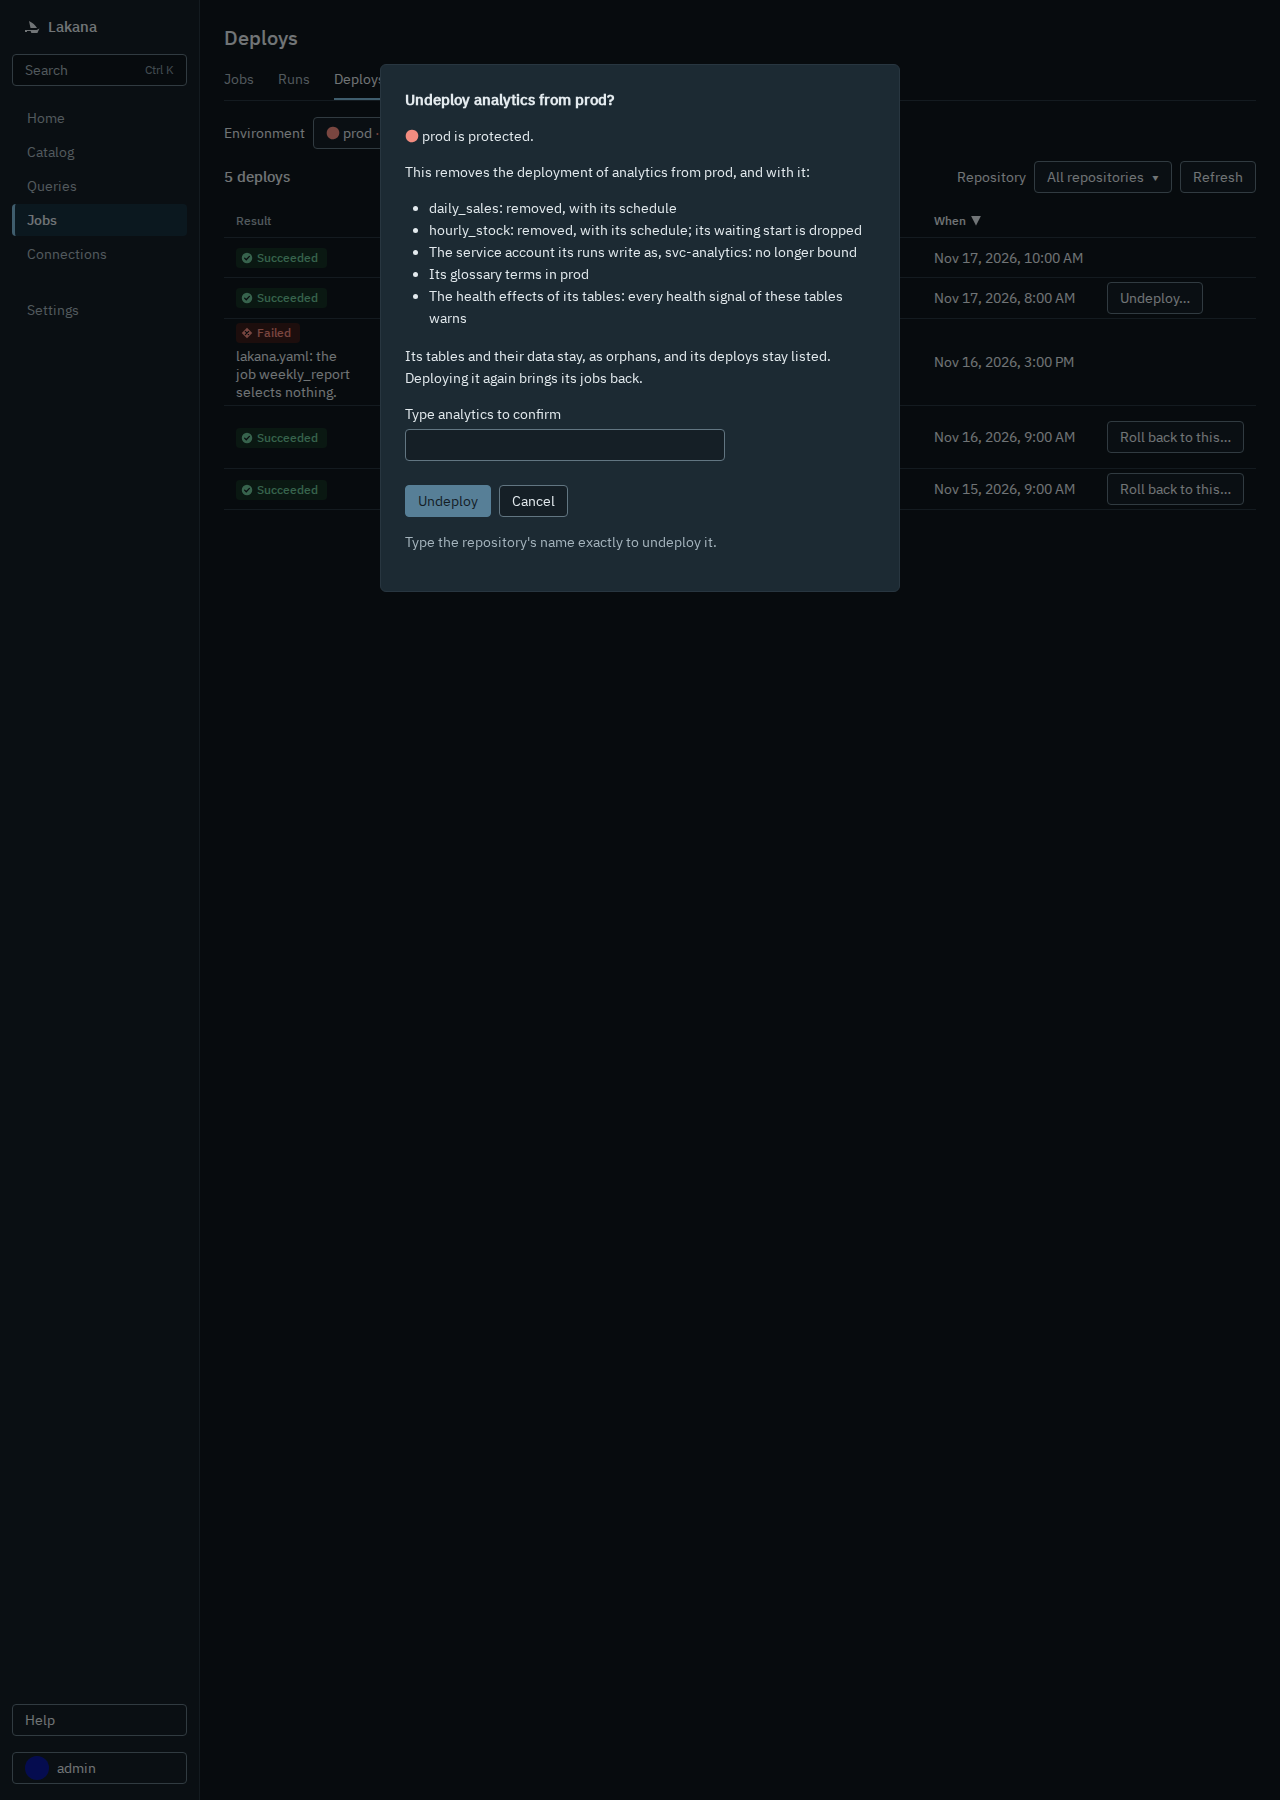 Lakana
Search Ctrl K
Home
Catalog
Queries
Jobs
Connections
Settings
Help
admin
Deploys
Jobs Runs Deploys
Environment prod ·
5 deploys
Repository All repositories Refresh
Result When
Succeeded Nov 17, 2026, 10:00 AM
Succeeded Nov 17, 2026, 8:00 AM Undeploy...
Failed
lakana.yaml: the
job weekly_report
selects nothing.
Nov 16, 2026, 3:00 PM
Succeeded Nov 16, 2026, 9:00 AM Roll back to this...
Succeeded Nov 15, 2026, 9:00 AM Roll back to this...
Undeploy analytics from prod?
prod is protected.
This removes the deployment of analytics from prod, and with it:
• daily_sales: removed, with its schedule
• hourly_stock: removed, with its schedule; its waiting start is dropped
• The service account its runs write as, svc-analytics: no longer bound
• Its glossary terms in prod
• The health effects of its tables: every health signal of these tables
warns
Its tables and their data stay, as orphans, and its deploys stay listed.
Deploying it again brings its jobs back.
Type analytics to confirm
Undeploy Cancel
Type the repository's name exactly to undeploy it.